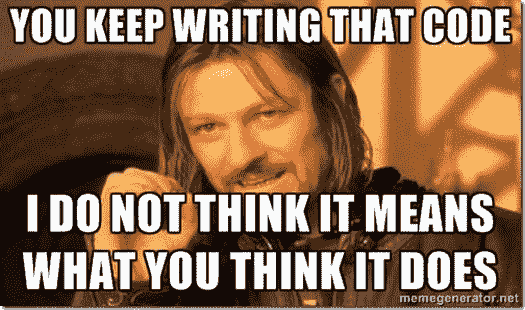 YOU KEEP WRITING THAT CODE
I DO NOT THINK IT MEANS
WHAT YOU THINK IT DOES
memegenerator.net